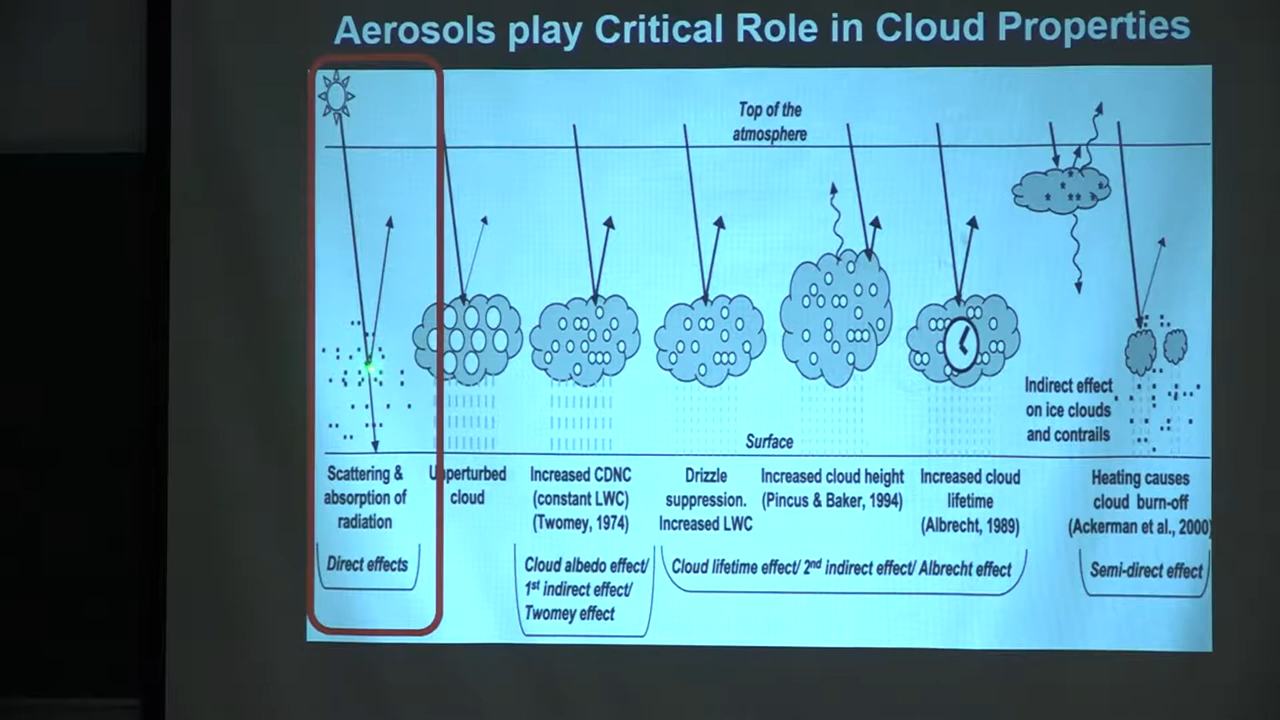 Aerosols play Critical Role in Cloud Properties
Top of the
atmosphere
Indirect effect
on ice clouds
and contrails
Surface
Scattering &
absorption of
radiation
Direct effects
Unperturbed
cloud
Increased CDNC
(constant LWC)
(Twomey, 1974)
Cloud albedo effect/
1st indirect effect/
Twomey effect
Drizzle
suppression.
Increased LWC
Increased cloud height
(Pincus & Baker, 1994)
Increased cloud
lifetime
(Albrecht, 1989)
Cloud lifetime effect/ 2nd indirect effect/ Albrecht effect
Heating causes
cloud burn-off
(Ackerman et al., 2000)
Semi-direct effect